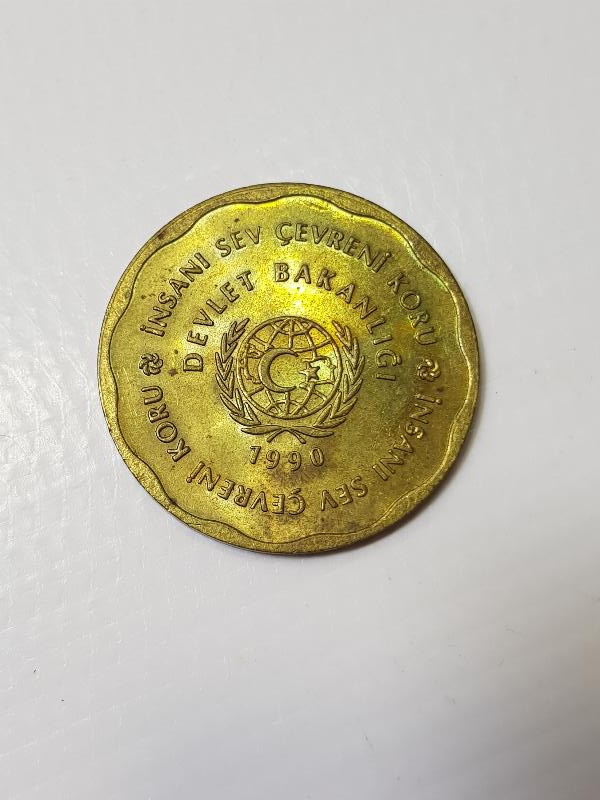 İNSANI SEV ÇEVRENİ KORU
DEVLET BAKANLIĞI
1990
İNSANI SEV ÇEVRENİ KORU